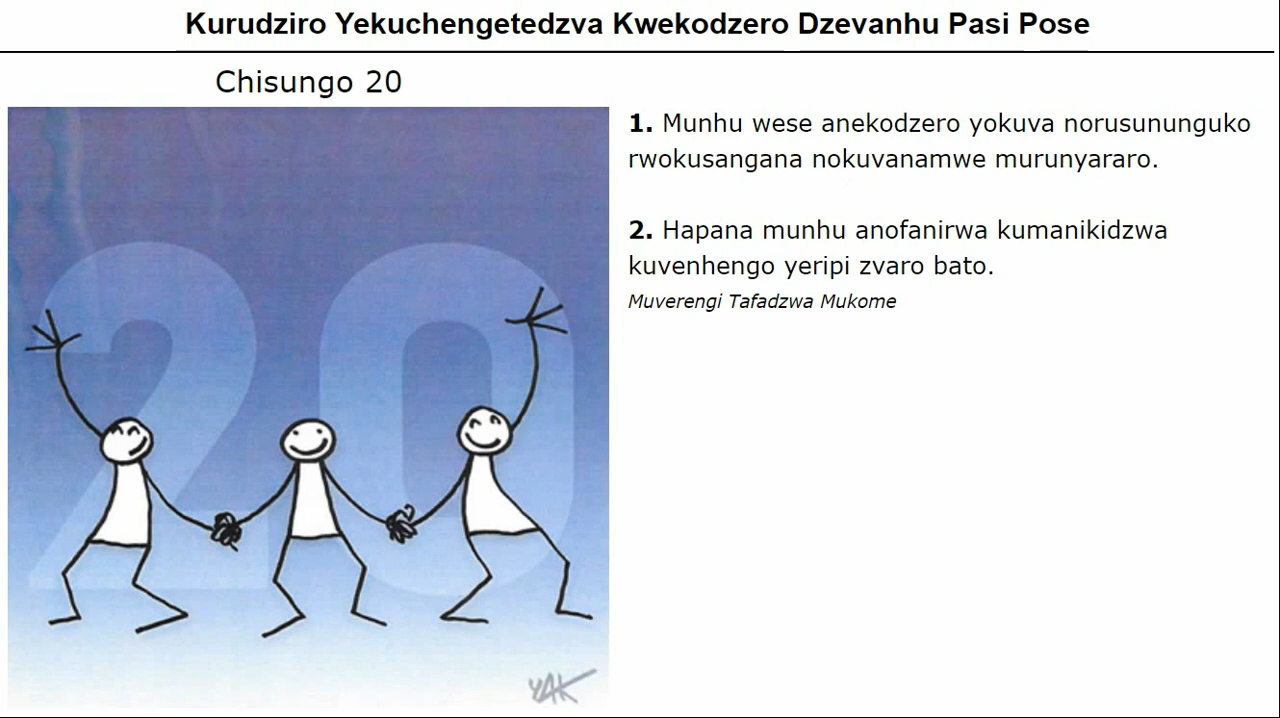 Kurudziro Yekuchengetedzva Kwekodzero Dzevanhu Pasi Pose
Chisungo 20
1. Munhu wese anekodzero yokuva norusununguko
rwokusangana nokuvanamwe murunyararo.
2. Hapana munhu anofanirwa kumanikidzwa
kuvenhengo yeripi zvaro bato.
Muverengi Tafadzwa Mukome
20
YAK